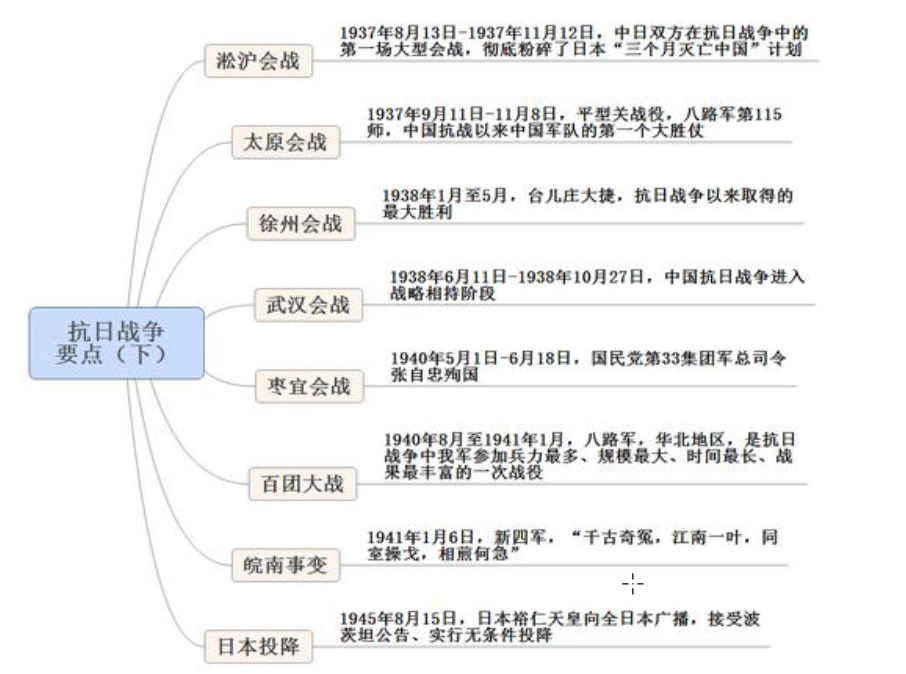 抗日战争
要点（下）
淞沪会战
1937年8月13日-1937年11月12日，中日双方在抗日战争中的
第一场大型会战，彻底粉碎了日本“三个月灭亡中国”计划
太原会战
1937年9月11日-11月8日，平型关战役，八路军第115
师，中国抗战以来中国军队的第一个大胜仗
徐州会战
1938年1月至5月，台儿庄大捷，抗日战争以来取得的
最大胜利
武汉会战
1938年6月11日-1938年10月27日，中国抗日战争进入
战略相持阶段
枣宜会战
1940年5月1日-6月18日，国民党第33集团军总司令
张自忠殉国
百团大战
1940年8月至1941年1月，八路军，华北地区，是抗日
战争中我军参加兵力最多、规模最大、时间最长、战
果最丰富的一次战役
皖南事变
1941年1月6日，新四军，“千古奇冤，江南一叶，同
室操戈，相煎何急”
日本投降
1945年8月15日，日本裕仁天皇向全日本广播，接受波
茨坦公告、实行无条件投降